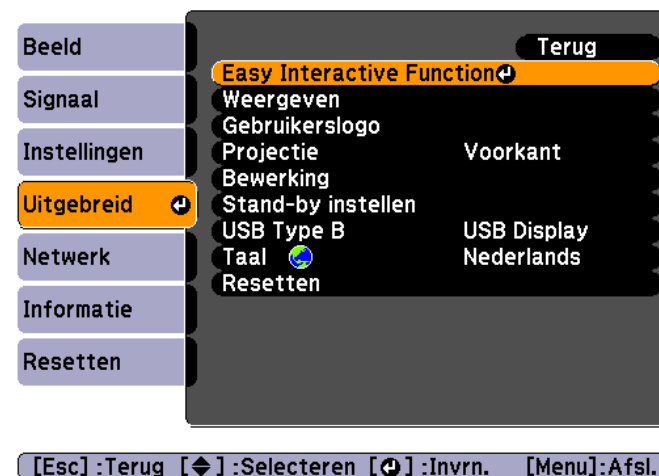 Beeld
Signaal
Instellingen
Uitgebreid
Netwerk
Informatie
Resetten
Terug
Easy Interactive Function
Weergeven
Gebruikerslogo
Projectie Voorkant
Bewerking
Stand-by instellen
USB Type B USB Display
Taal Nederlands
Resetten
[Esc] :Terug [◆] :Selecteren [⏎] :Invrn. [Menu]:Afsl.